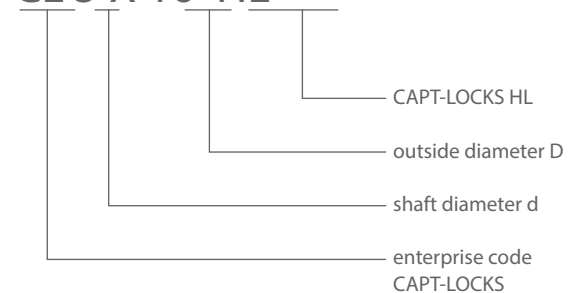 CAPT-LOCKS HL
outside diameter D
shaft diameter d
enterprise code
CAPT-LOCKS